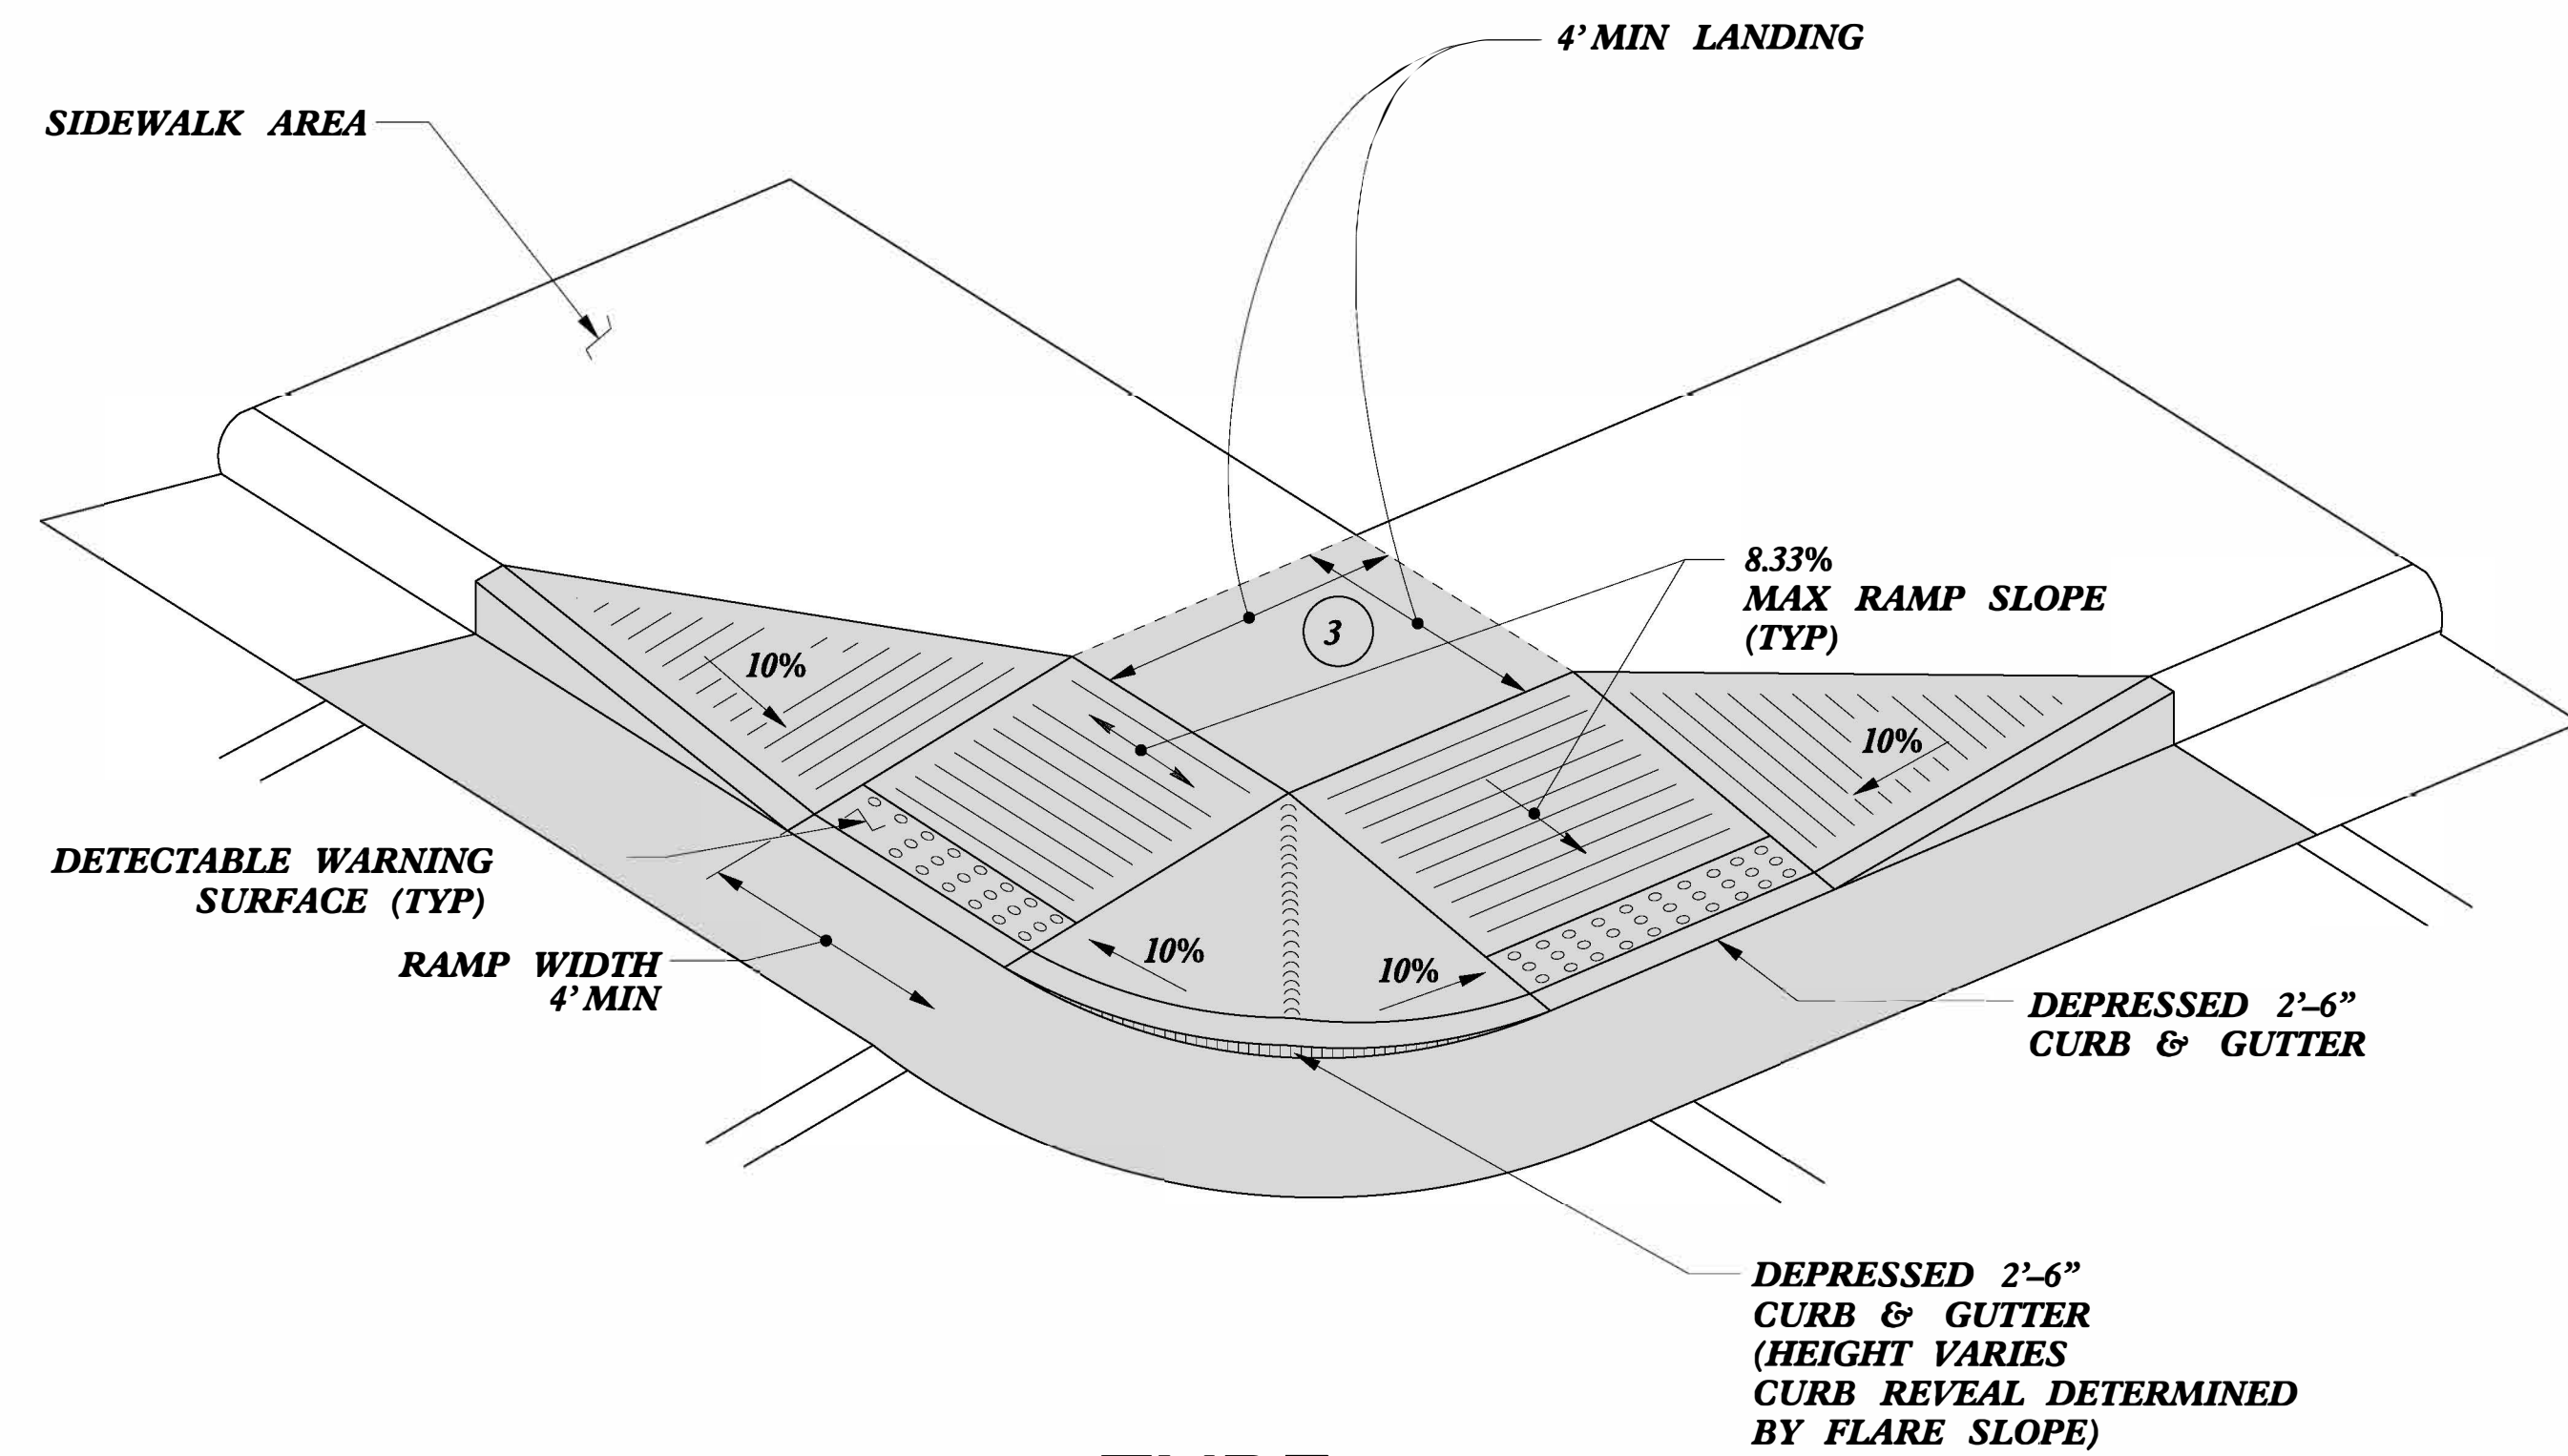 4' MIN LANDING
SIDEWALK AREA
8.33%
MAX RAMP SLOPE
(TYP)
3
10%
10%
DETECTABLE WARNING
SURFACE (TYP)
RAMP WIDTH
4' MIN
10%
10%
DEPRESSED 2'–6"
CURB & GUTTER
DEPRESSED 2'–6"
CURB & GUTTER
(HEIGHT VARIES
CURB REVEAL DETERMINED
BY FLARE SLOPE)